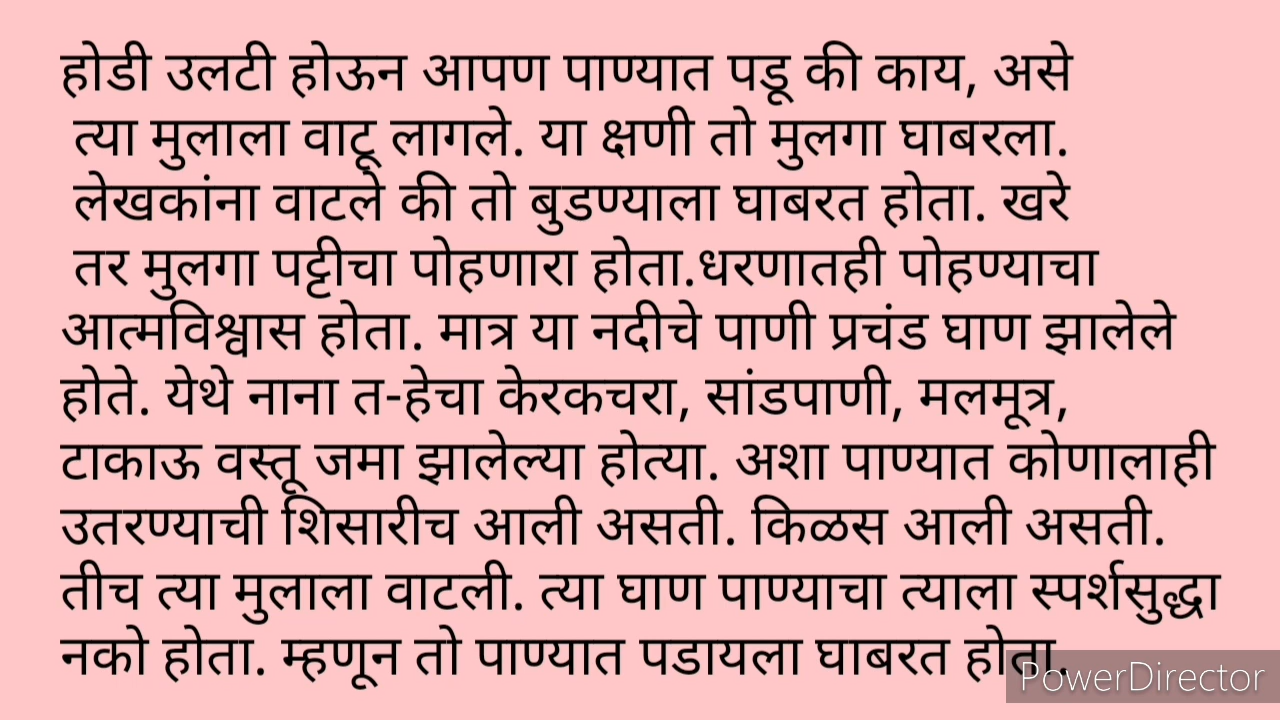 होडी उलटी होऊन आपण पाण्यात पडू की काय, असे
त्या मुलाला वाटू लागले. या क्षणी तो मुलगा घाबरला.
लेखकांना वाटले की तो बुडण्याला घाबरत होता. खरे
तर मुलगा पट्टीचा पोहणारा होता.धरणातही पोहण्याचा
आत्मविश्वास होता. मात्र या नदीचे पाणी प्रचंड घाण झालेले
होते. येथे नाना त-हेचा केरकचरा, सांडपाणी, मलमूत्र,
टाकाऊ वस्तू जमा झालेल्या होत्या. अशा पाण्यात कोणालाही
उतरण्याची शिसारीच आली असती. किळस आली असती.
तीच त्या मुलाला वाटली. त्या घाण पाण्याचा त्याला स्पर्शसुद्धा
नको होता. म्हणून तो पाण्यात पडायला घाबरत होता.
PowerDirector